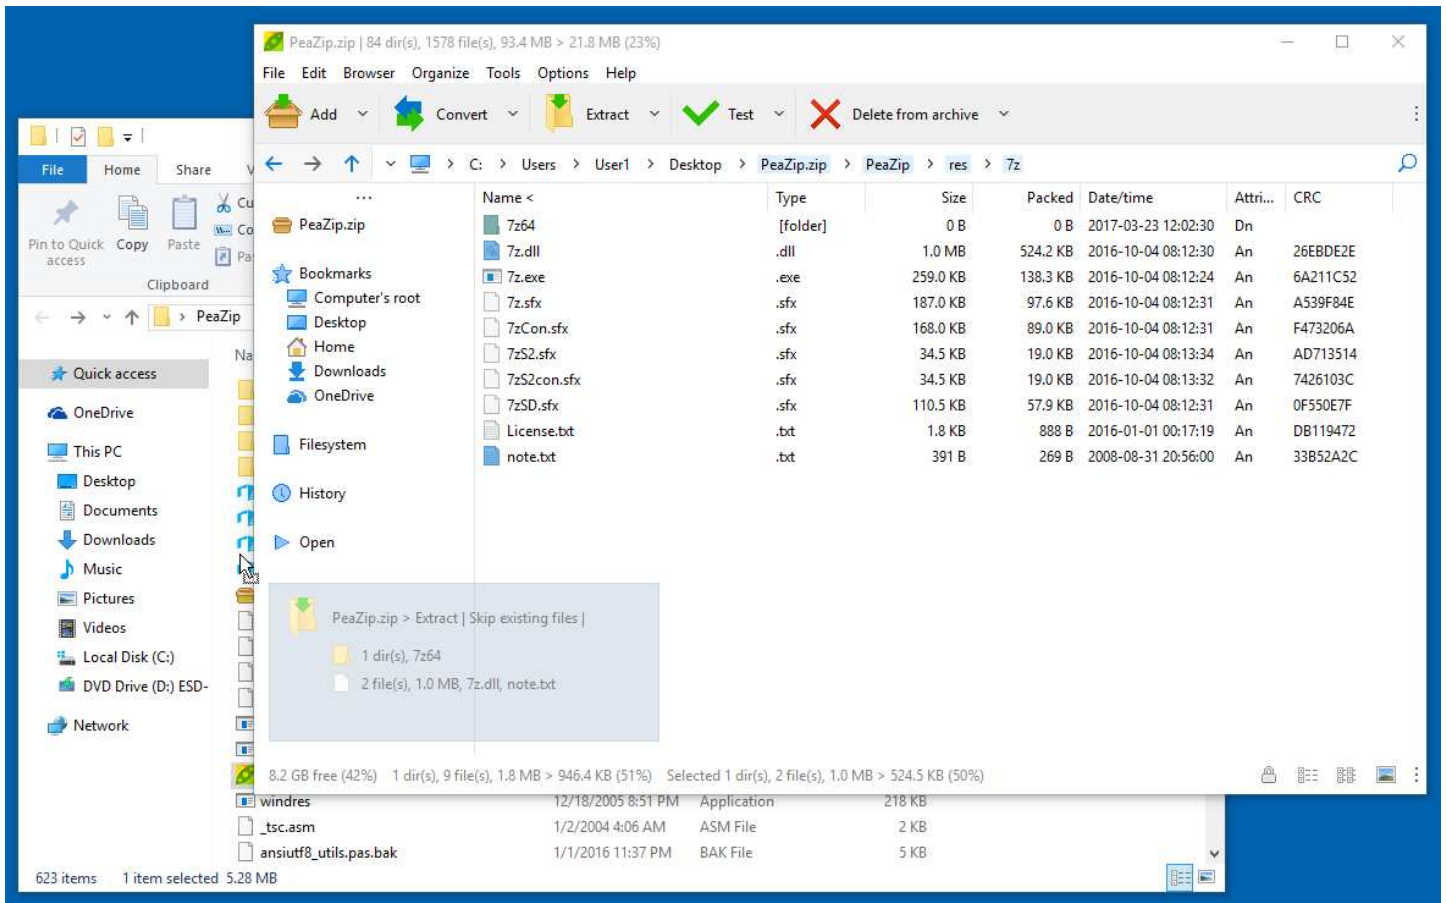 PeaZip.zip | 84 dir(s), 1578 file(s), 93.4 MB > 21.8 MB (23%)
File Edit Browser Organize Tools Options Help
Add Convert Extract Test Delete from archive
C: > Users > User1 > Desktop > PeaZip.zip > PeaZip > res > 7z
...
PeaZip.zip
Bookmarks
Computer's root
Desktop
Home
Downloads
OneDrive
Filesystem
History
Open
Name < Type Size Packed Date/time Attri... CRC
7z64 [folder] 0 B 0 B 2017-03-23 12:02:30 Dn
7z.dll .dll 1.0 MB 524.2 KB 2016-10-04 08:12:30 An 26EBDE2E
7z.exe .exe 259.0 KB 138.3 KB 2016-10-04 08:12:24 An 6A211C52
7z.sfx .sfx 187.0 KB 97.6 KB 2016-10-04 08:12:31 An A539F84E
7zCon.sfx .sfx 168.0 KB 89.0 KB 2016-10-04 08:12:31 An F473206A
7zS2.sfx .sfx 34.5 KB 19.0 KB 2016-10-04 08:13:34 An AD713514
7zS2con.sfx .sfx 34.5 KB 19.0 KB 2016-10-04 08:13:32 An 7426103C
7zSD.sfx .sfx 110.5 KB 57.9 KB 2016-10-04 08:12:31 An 0F550E7F
License.txt .txt 1.8 KB 888 B 2016-01-01 00:17:19 An DB119472
note.txt .txt 391 B 269 B 2008-08-31 20:56:00 An 33B52A2C
PeaZip.zip > Extract | Skip existing files |
1 dir(s), 7z64
2 file(s), 1.0 MB, 7z.dll, note.txt
8.2 GB free (42%) 1 dir(s), 9 file(s), 1.8 MB > 946.4 KB (51%) Selected 1 dir(s), 2 file(s), 1.0 MB > 524.5 KB (50%)
File Home Share
Pin to Quick access
Copy
Paste
Clipboard
> PeaZip
Quick access
OneDrive
This PC
Desktop
Documents
Downloads
Music
Pictures
Videos
Local Disk (C:)
DVD Drive (D:) ESD-
Network
windres 12/18/2005 8:51 PM Application 218 KB
_tsc.asm 1/2/2004 4:06 AM ASM File 2 KB
ansiutf8_utils.pas.bak 1/1/2016 11:37 PM BAK File 5 KB
623 items 1 item selected 5.28 MB